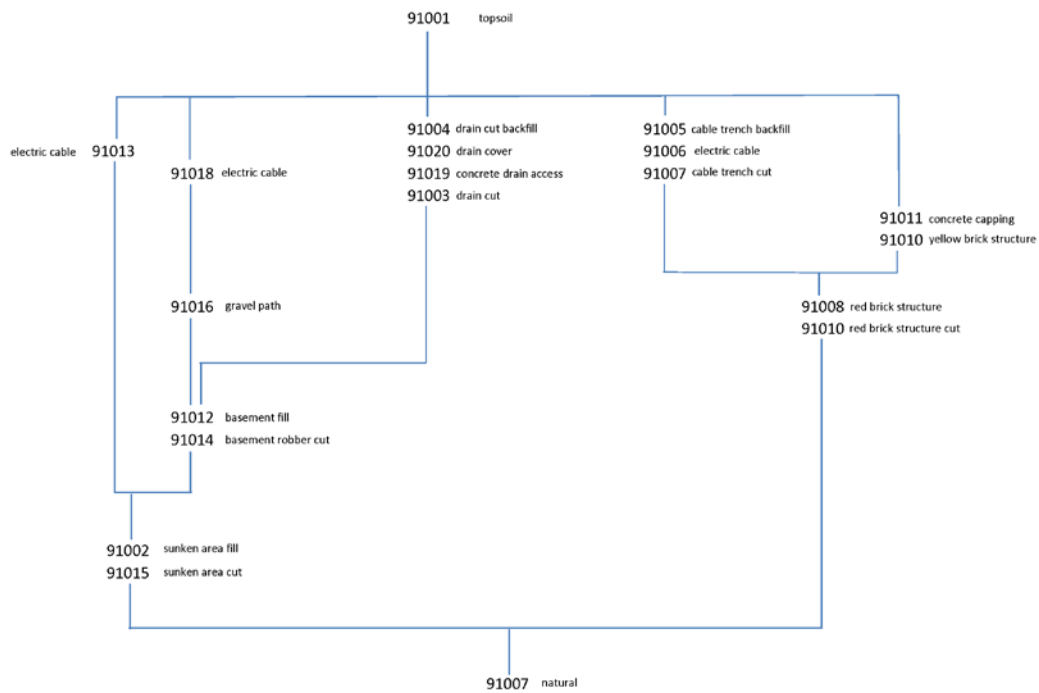 91001 topsoil
91004 drain cut backfill
91005 cable trench backfill
electric cable 91013
91020 drain cover
91006 electric cable
91018 electric cable
91019 concrete drain access
91007 cable trench cut
91003 drain cut
91011 concrete capping
91010 yellow brick structure
91016 gravel path
91008 red brick structure
91010 red brick structure cut
91012 basement fill
91014 basement robber cut
91002 sunken area fill
91015 sunken area cut
91007 natural